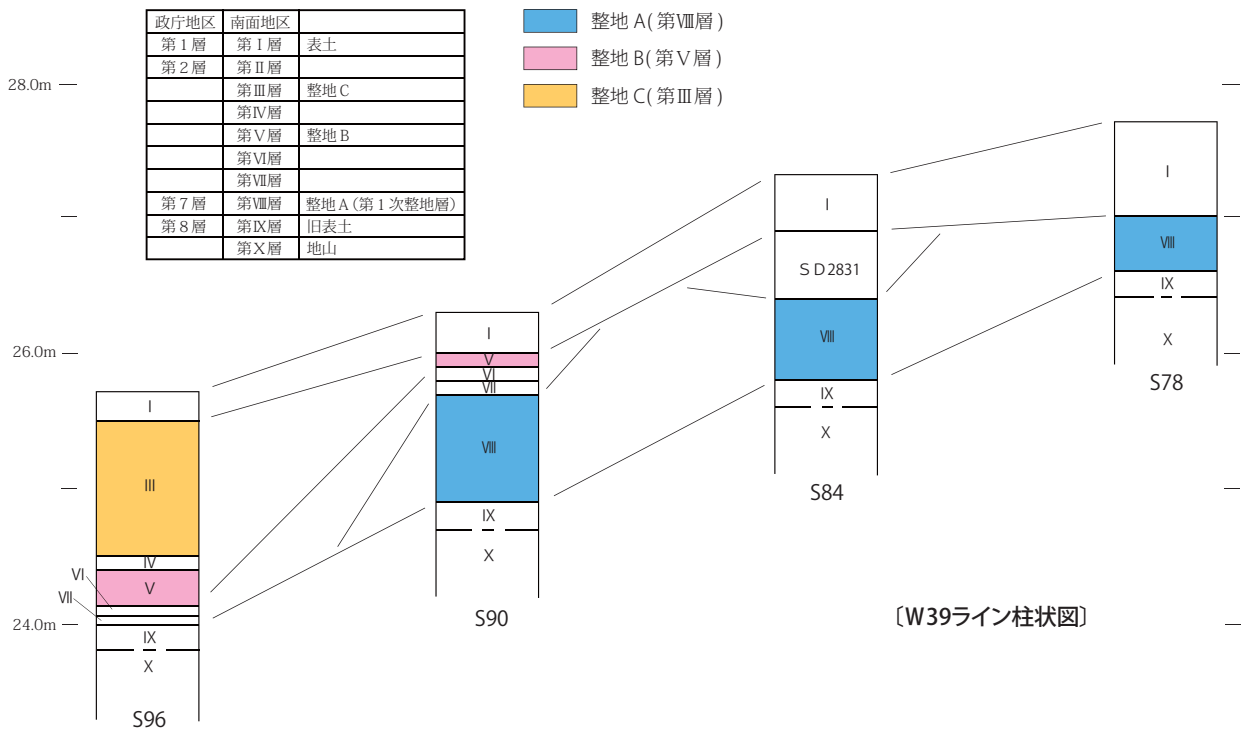 政庁地区 南面地区
第1層 第Ⅰ層 表土
第2層 第Ⅱ層
第Ⅲ層 整地C
第Ⅳ層
第Ⅴ層 整地B
第Ⅵ層
第Ⅶ層
第7層 第Ⅷ層 整地A(第1次整地層)
第8層 第Ⅸ層 旧表土
第Ⅹ層 地山
整地 A(第Ⅷ層)
整地 B(第Ⅴ層)
整地 C(第Ⅲ層)
28.0m
26.0m
24.0m
I
III
IV
V
VI
VII
IX
X
S96
I
V
VI
VII
VIII
IX
X
S90
I
SD2831
VIII
IX
X
S84
I
VIII
IX
X
S78
〔W39ライン柱状図〕